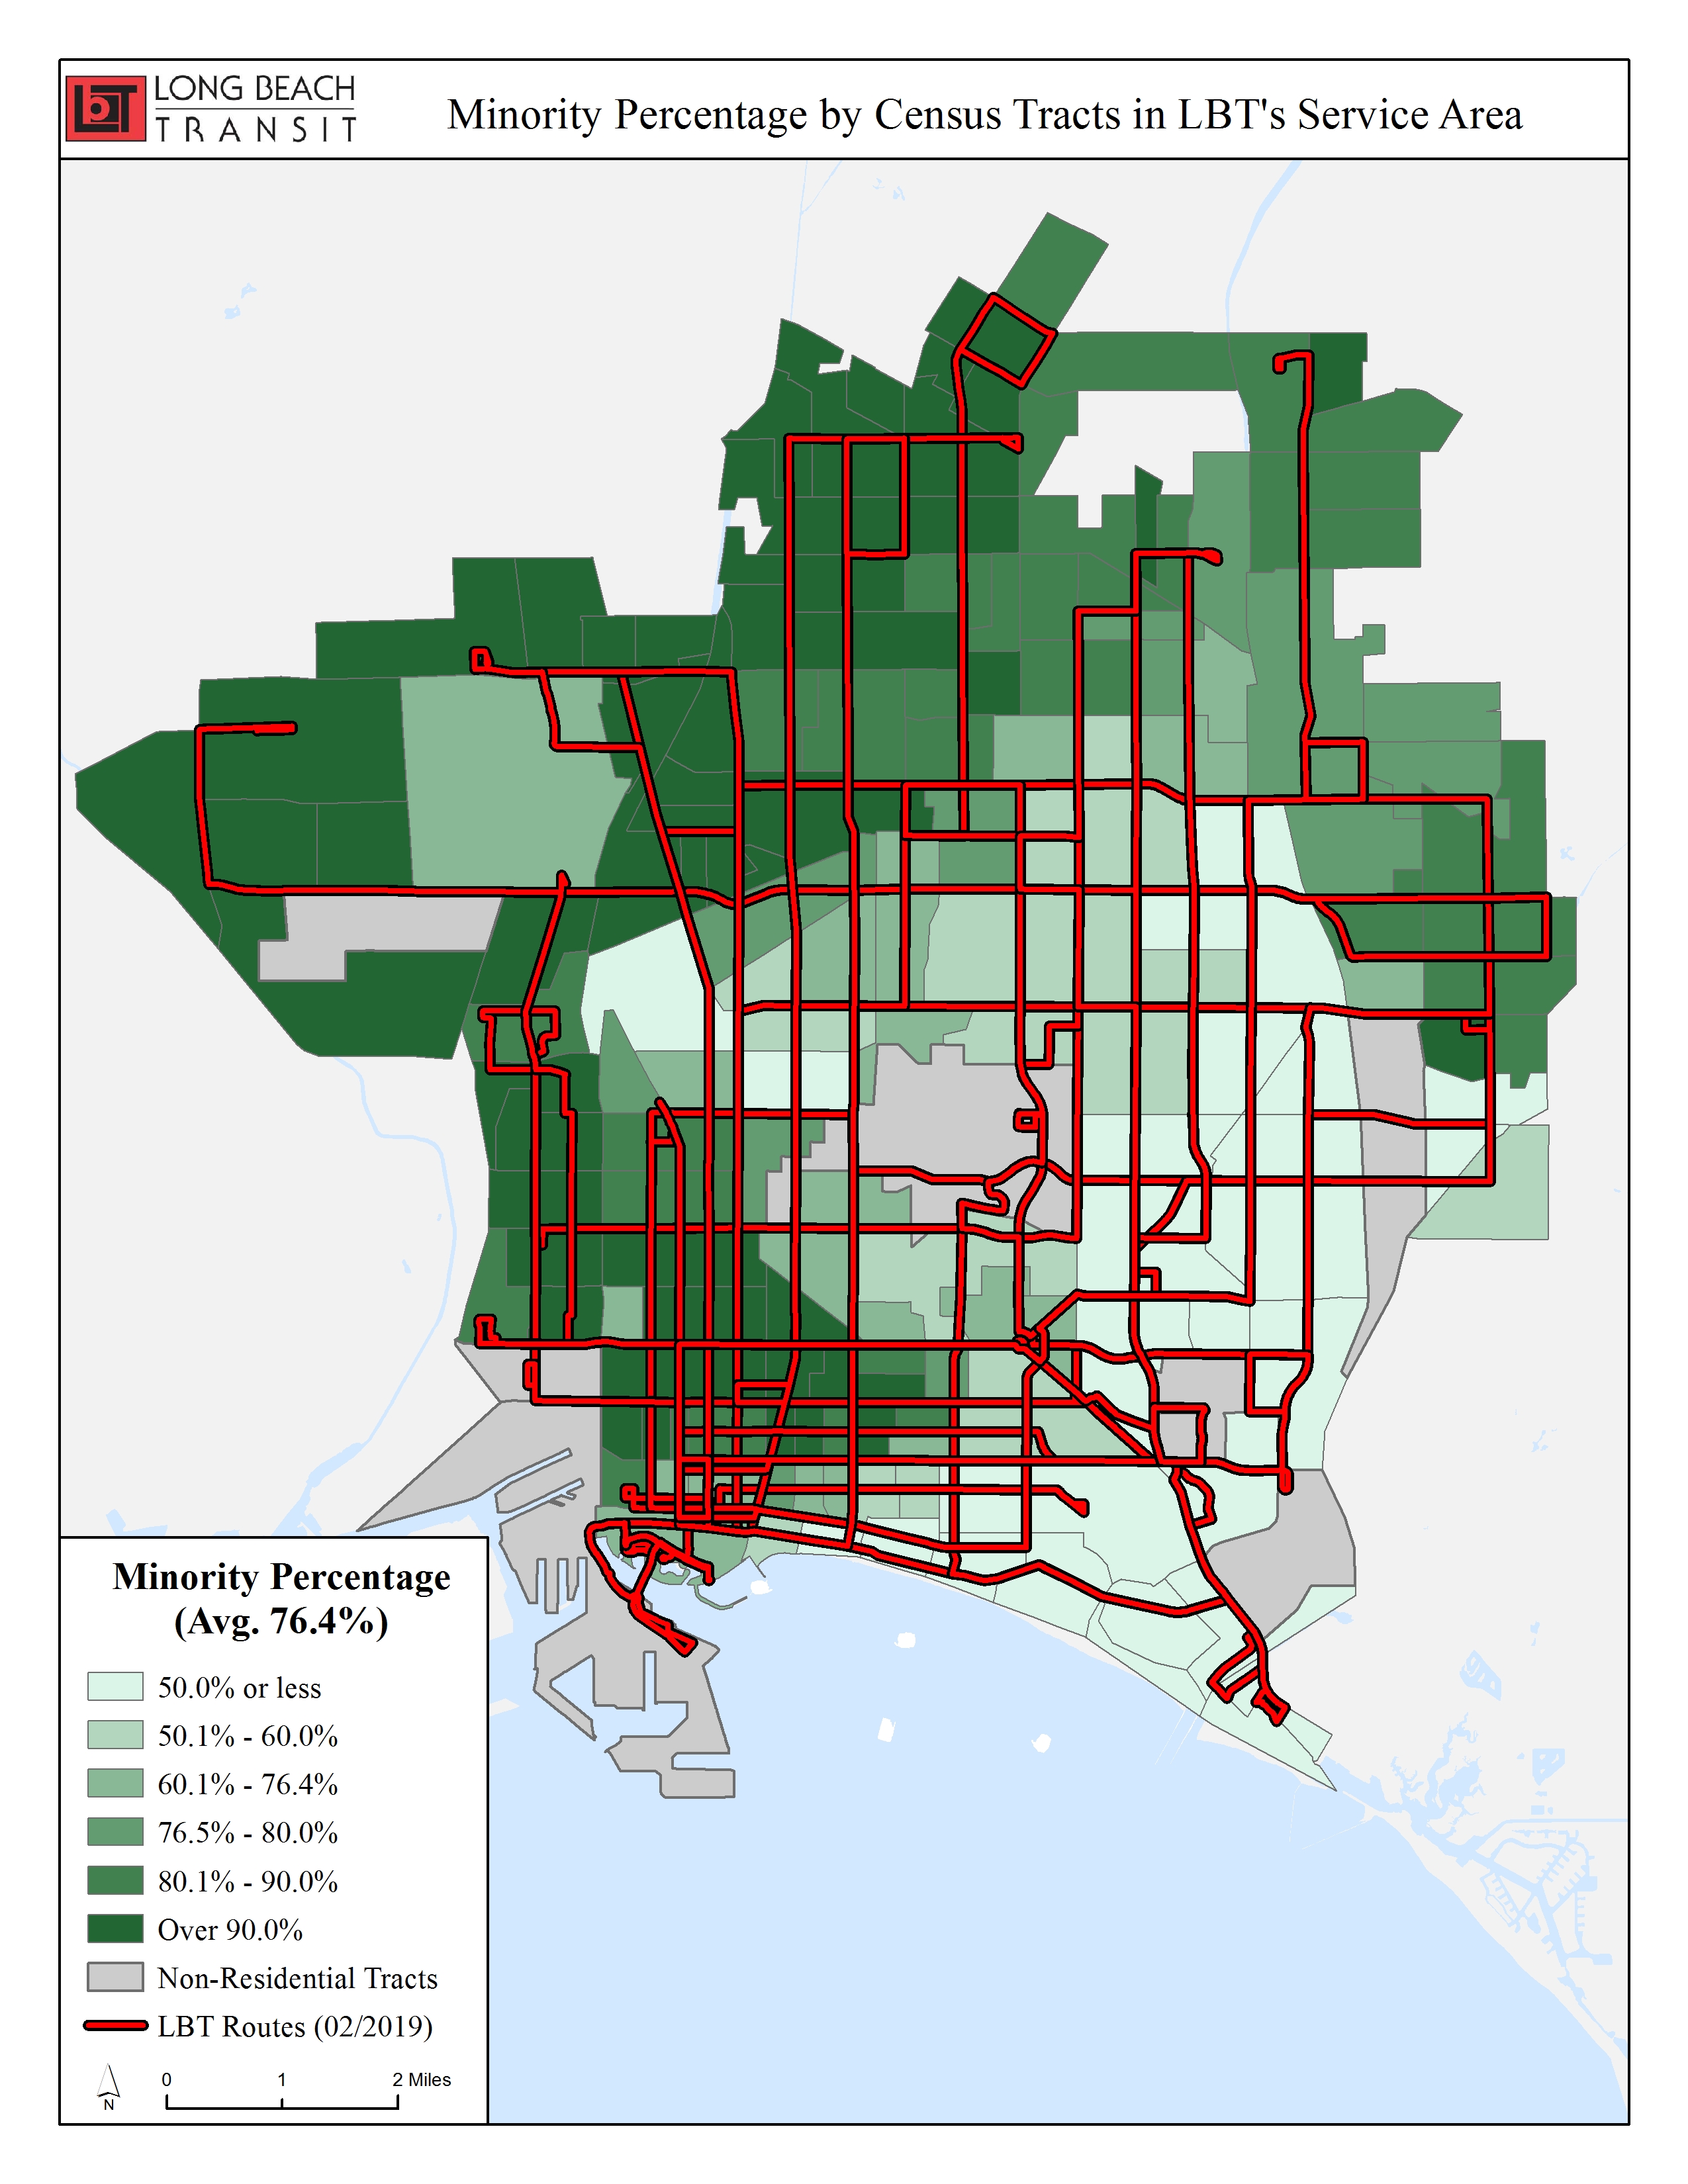 LbT
LONG BEACH
TRANSIT
Minority Percentage by Census Tracts in LBT's Service Area
Minority Percentage
(Avg. 76.4%)
50.0% or less
50.1% - 60.0%
60.1% - 76.4%
76.5% - 80.0%
80.1% - 90.0%
Over 90.0%
Non-Residential Tracts
LBT Routes (02/2019)
N
0 1 2 Miles